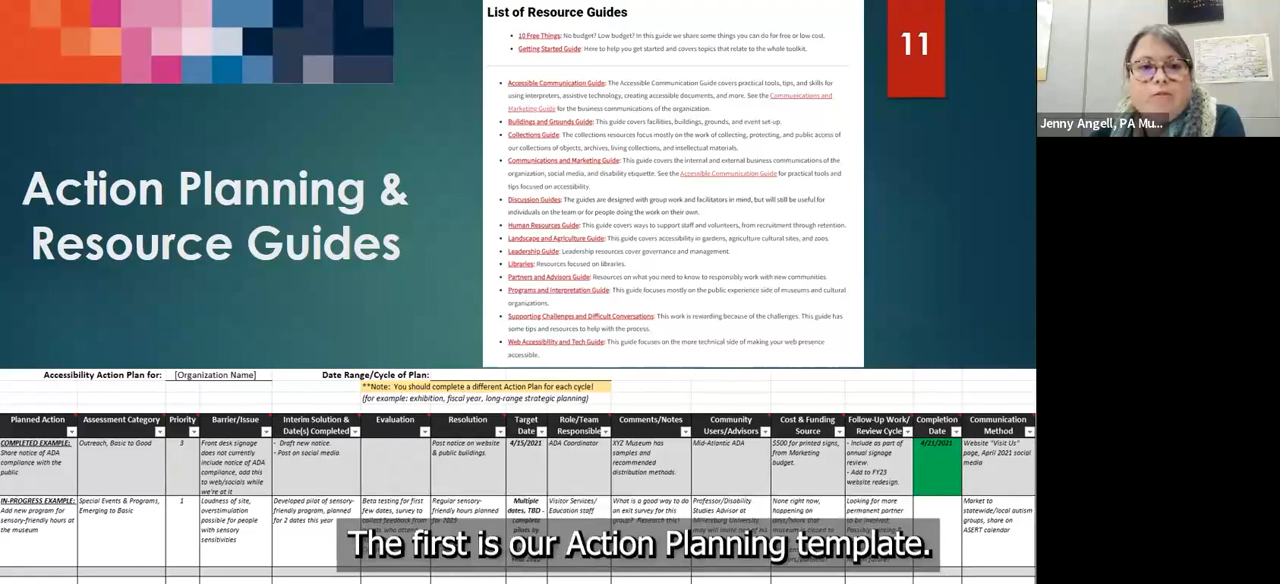 Action Planning &
Resource Guides
List of Resource Guides
10 Free Things: No budget? Low budget? In this guide we share some things you can do for free or low cost.
Getting Started Guide: Here to help you get started and covers topics that relate to the whole toolkit.
Accessible Communication Guide: The Accessible Communication Guide covers practical tools, tips, and skills for
using interpreters, assistive technology, creating accessible documents, and more. See the Communications and
Marketing Guide for the business communications of the organization.
Buildings and Grounds Guide: This guide covers facilities, buildings, grounds, and event set-up.
Collections Guide: The collections resources focus mostly on the work of collecting, protecting, and public access of
our collections of objects, archives, living collections, and intellectual materials.
Communications and Marketing Guide: This guide covers the internal and external business communications of the
organization, social media, and disability etiquette. See the Accessible Communication Guide for practical tools and
tips focused on accessibility.
Discussion Guides: The guides are designed with group work and facilitators in mind, but will still be useful for
individuals on the team or for people doing the work on their own.
Human Resources Guide: This guide covers ways to support staff and volunteers, from recruitment through retention.
Landscape and Agriculture Guide: This guide covers accessibility in gardens, agriculture cultural sites, and zoos.
Leadership Guide: Leadership resources cover governance and management.
Libraries: Resources focused on libraries.
Partners and Advisors Guide: Resources on what you need to know to responsibly work with new communities.
Programs and Interpretation Guide: This guide focuses mostly on the public experience side of museums and cultural
organizations.
Supporting Challenges and Difficult Conversations: This work is rewarding because of the challenges. This guide has
some tips and resources to help with the process.
Web Accessibility and Tech Guide: This guide focuses on the more technical side of making your web presence
accessible.
11
Jenny Angell, PA Mu...
Accessibility Action Plan for: [Organization Name] Date Range/Cycle of Plan:
**Note: You should complete a different Action Plan for each cycle!
(for example: exhibition, fiscal year, long-range strategic planning)
Planned Action
Assessment Category
Priority
Barrier/Issue
Interim Solution &
Date(s) Completed
Evaluation
Resolution
Target
Date
Role/Team
Responsible
Comments/Notes
Community
Users/Advisors
Cost & Funding
Source
Follow-Up Work/
Review Cycle
Completion
Date
Communication
Method
COMPLETED EXAMPLE:
Share notice of ADA
compliance with the
public
Outreach, Basic to Good
3
Front desk signage
does not currently
include notice of ADA
compliance, add this
to web/socials while
we're at it
- Draft new notice.
- Post on social media.
Post notice on website
& public buildings.
4/15/2021
ADA Coordinator
XYZ Museum has
samples and
recommended
distribution methods.
Mid-Atlantic ADA
$500 for printed signs,
from Marketing
budget.
- Include as part of
annual signage
review.
- Add to FY23
website redesign.
4/21/2021
Website "Visit Us"
page, April 2021 social
media
IN-PROGRESS EXAMPLE:
Add new program for
sensory-friendly hours at
the museum
Special Events & Programs,
Emerging to Basic
1
Loudness of site,
overstimulation
possible for people
with sensory
sensitivities
Developed pilot of sensory-
friendly program, planned
for 2 dates this year
Beta testing for first
few dates, survey to
Regular sensory-
friendly hours planned
Multiple
dates, TBD -
Visitor Services/
Education staff
What is a good way to do
Professor/Disability
Studies Advisor at
None right now,
happening on
Looking for more
permanent partner
Market to
statewide/local autism
groups, share on
ASERT calendar
The first is our Action Planning template.